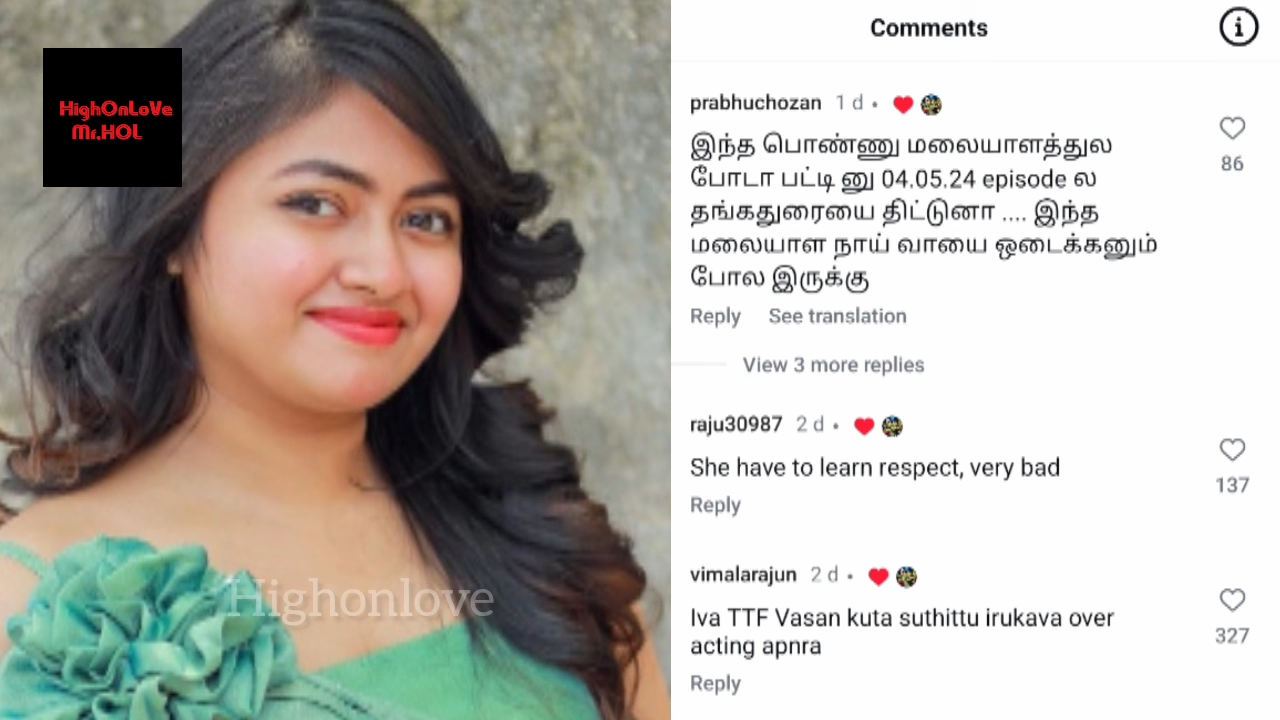 HighOnLoVe
Mr.HOL
Highonlove
Comments
prabhuchozan 1 d •
இந்த பொண்ணு மலையாளத்துல
போடா பட்டி னு 04.05.24 episode ல
தங்கதுரையை திட்டுனா .... இந்த
மலையாள நாய் வாயை ஒடைக்கனும்
போல இருக்கு
86
Reply See translation
View 3 more replies
raju30987 2 d •
She have to learn respect, very bad
137
Reply
vimalarajun 2 d •
Iva TTF Vasan kuta suthittu irukava over
acting apnra
327
Reply